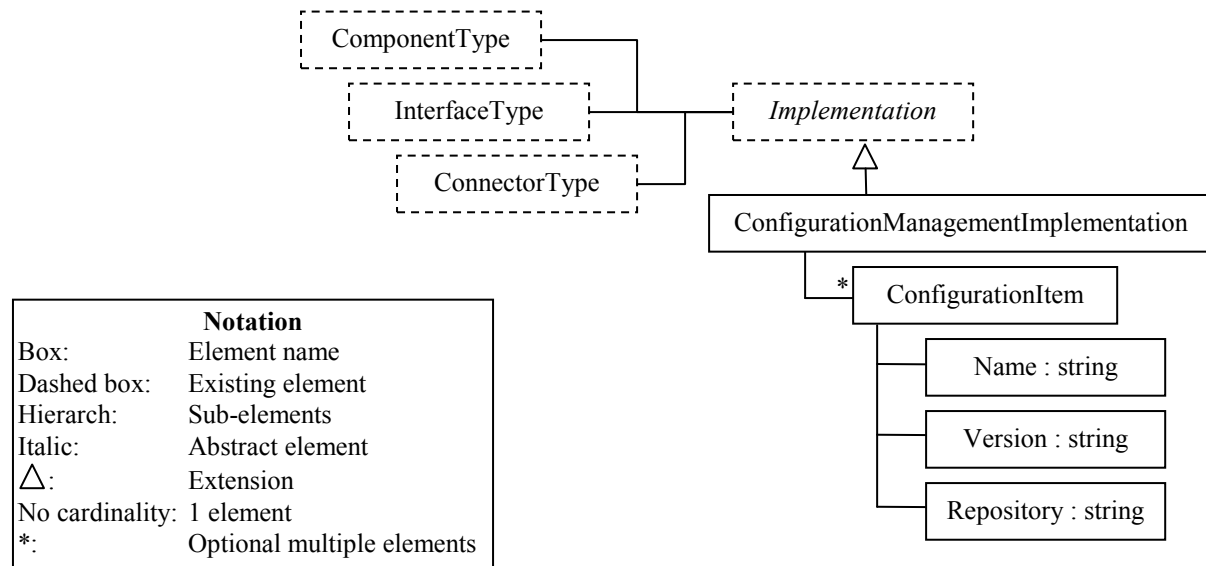 ComponentType
InterfaceType
Implementation
ConnectorType
ConfigurationManagementImplementation
*
ConfigurationItem
Name : string
Version : string
Repository : string
Notation
Box: Element name
Dashed box: Existing element
Hierarch: Sub-elements
Italic: Abstract element
△: Extension
No cardinality: 1 element
*: Optional multiple elements